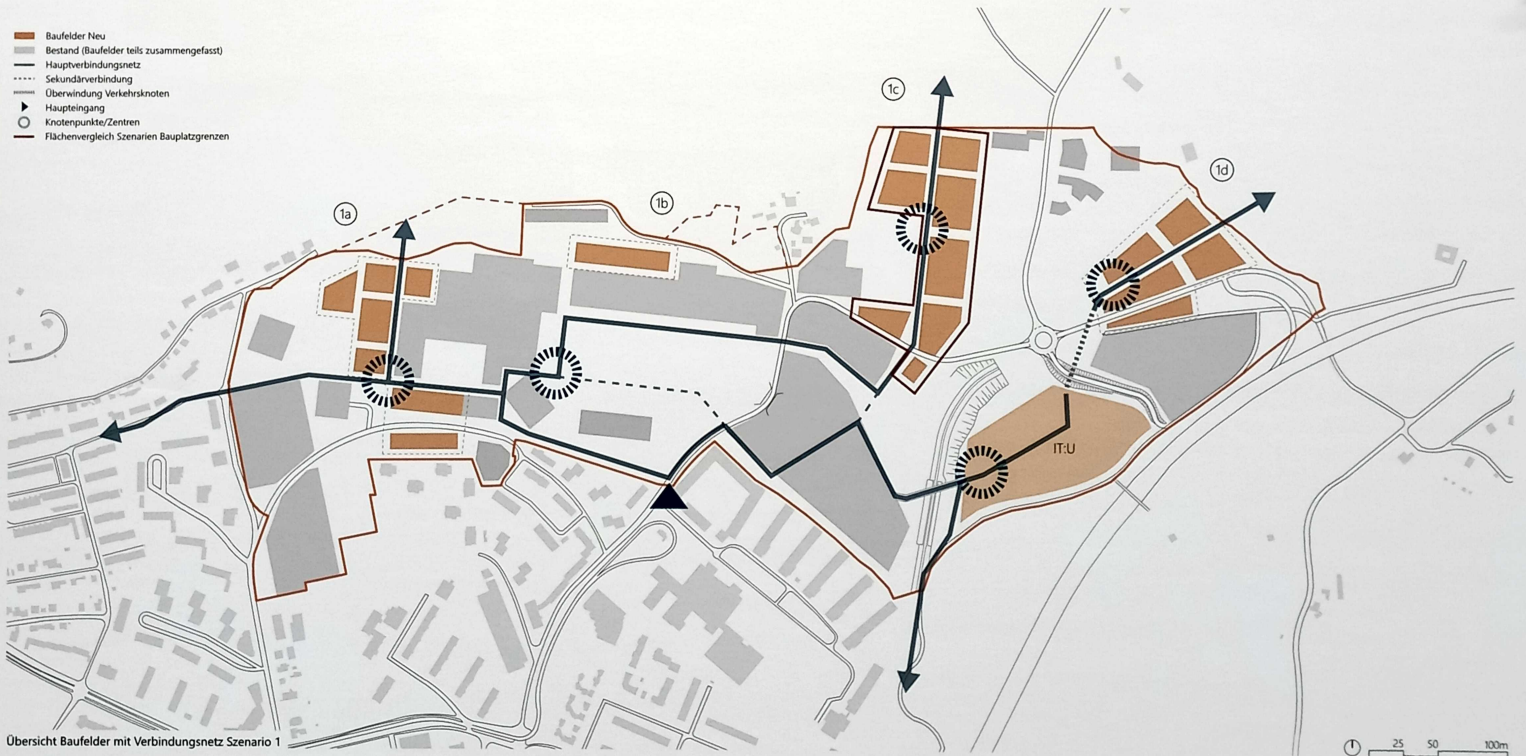 Baufelder Neu
Bestand (Baufelder teils zusammengefasst)
Hauptverbindungsnetz
Sekundärverbindung
Überwindung Verkehrsknoten
Haupteingang
Knotenpunkte/Zentren
Flächenvergleich Szenarien Bauplatzgrenzen
1c
1d
1b
1a
IT:U
Übersicht Baufelder mit Verbindungsnetz Szenario 1
25 50 100m